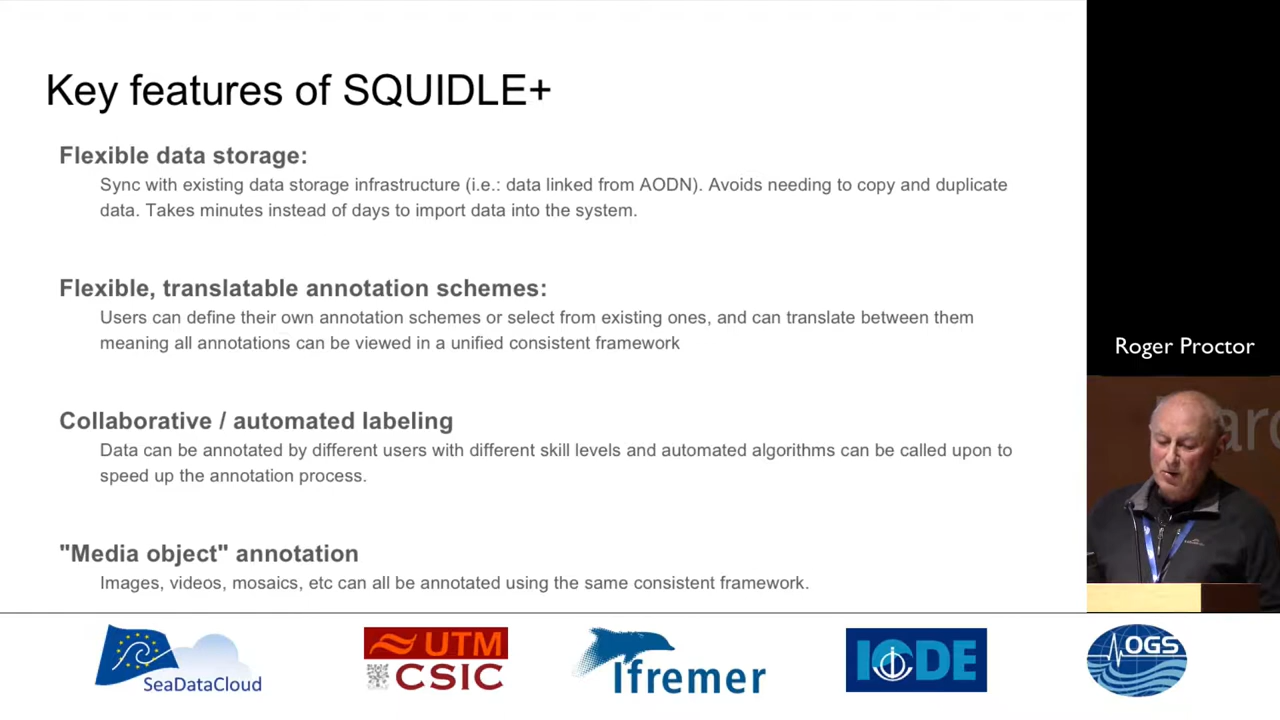 Key features of SQUIDLE+
Flexible data storage:
Sync with existing data storage infrastructure (i.e.: data linked from AODN). Avoids needing to copy and duplicate
data. Takes minutes instead of days to import data into the system.
Flexible, translatable annotation schemes:
Users can define their own annotation schemes or select from existing ones, and can translate between them
meaning all annotations can be viewed in a unified consistent framework
Collaborative / automated labeling
Data can be annotated by different users with different skill levels and automated algorithms can be called upon to
speed up the annotation process.
"Media object" annotation
Images, videos, mosaics, etc can all be annotated using the same consistent framework.
Roger Proctor
SeaDataCloud
UTM
CSIC
Ifremer
IODE
OGS